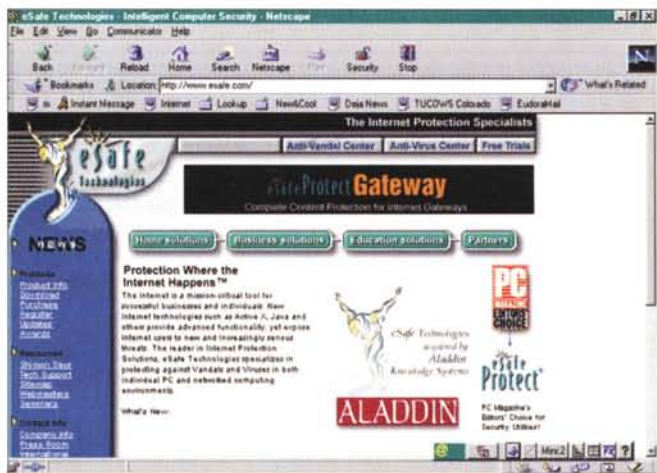 eSafe Technologies - Intelligent Computer Security - Netscape
File Edit View Go Communicator Help
Back Forward Reload Home Search Netscape Print Security Stop
Bookmarks Location: http://www.esafe.com/ What's Related
Instant Message Internet Lookup New&Cool Deja News TUCOWS Colorado EudoraMail
The Internet Protection Specialists
Anti-Vandal Center Anti-Virus Center Free Trials
eSafe
Technologies
eSafe Protect Gateway
Complete Content Protection for Internet Gateways
NEWS
Home solutions Business solutions Education solutions Partners
Products
Product Info
Download
Purchase
Register
Updates
Awards
Resources
Tech Support
Sitemap
Webmasters
Seminars
Contact Info
Company Info
Press Room
International
Protection Where the
Internet Happens™
The Internet is a mission-critical tool for
successful businesses and individuals. New
Internet technologies such as Active X, Java and
others provide advanced functionality, yet expose
internet users to new and increasingly serious
threats. The leader in Internet Protection
Solutions, eSafe Technologies specializes in
protecting against Vandals and Viruses in both
individual PC and networked computing
environments.
What's New:
eSafe Technologies
acquired by
Aladdin
Knowledge Systems
ALADDIN
PC
EDITORS'
CHOICE
eSafe
Protect
PC Magazine's
Editors' Choice for
Security Utilities!